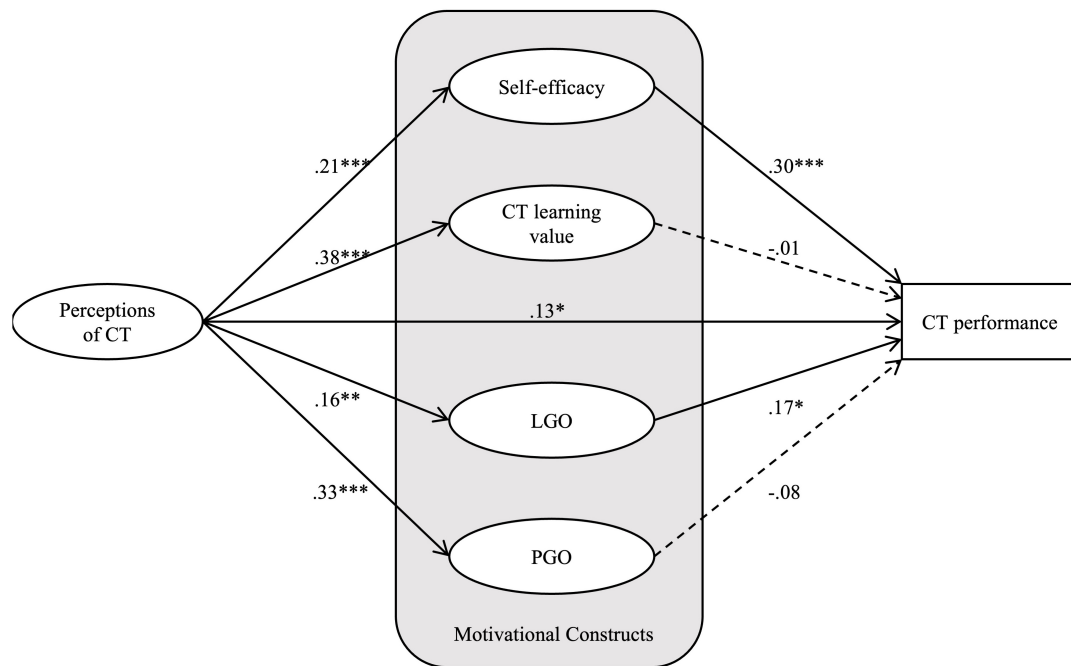 Self-efficacy
.21***
.30***
CT learning
value
.38***
-.01
Perceptions
of CT
.13*
CT performance
.16**
LGO
.17*
.33***
-.08
PGO
Motivational Constructs